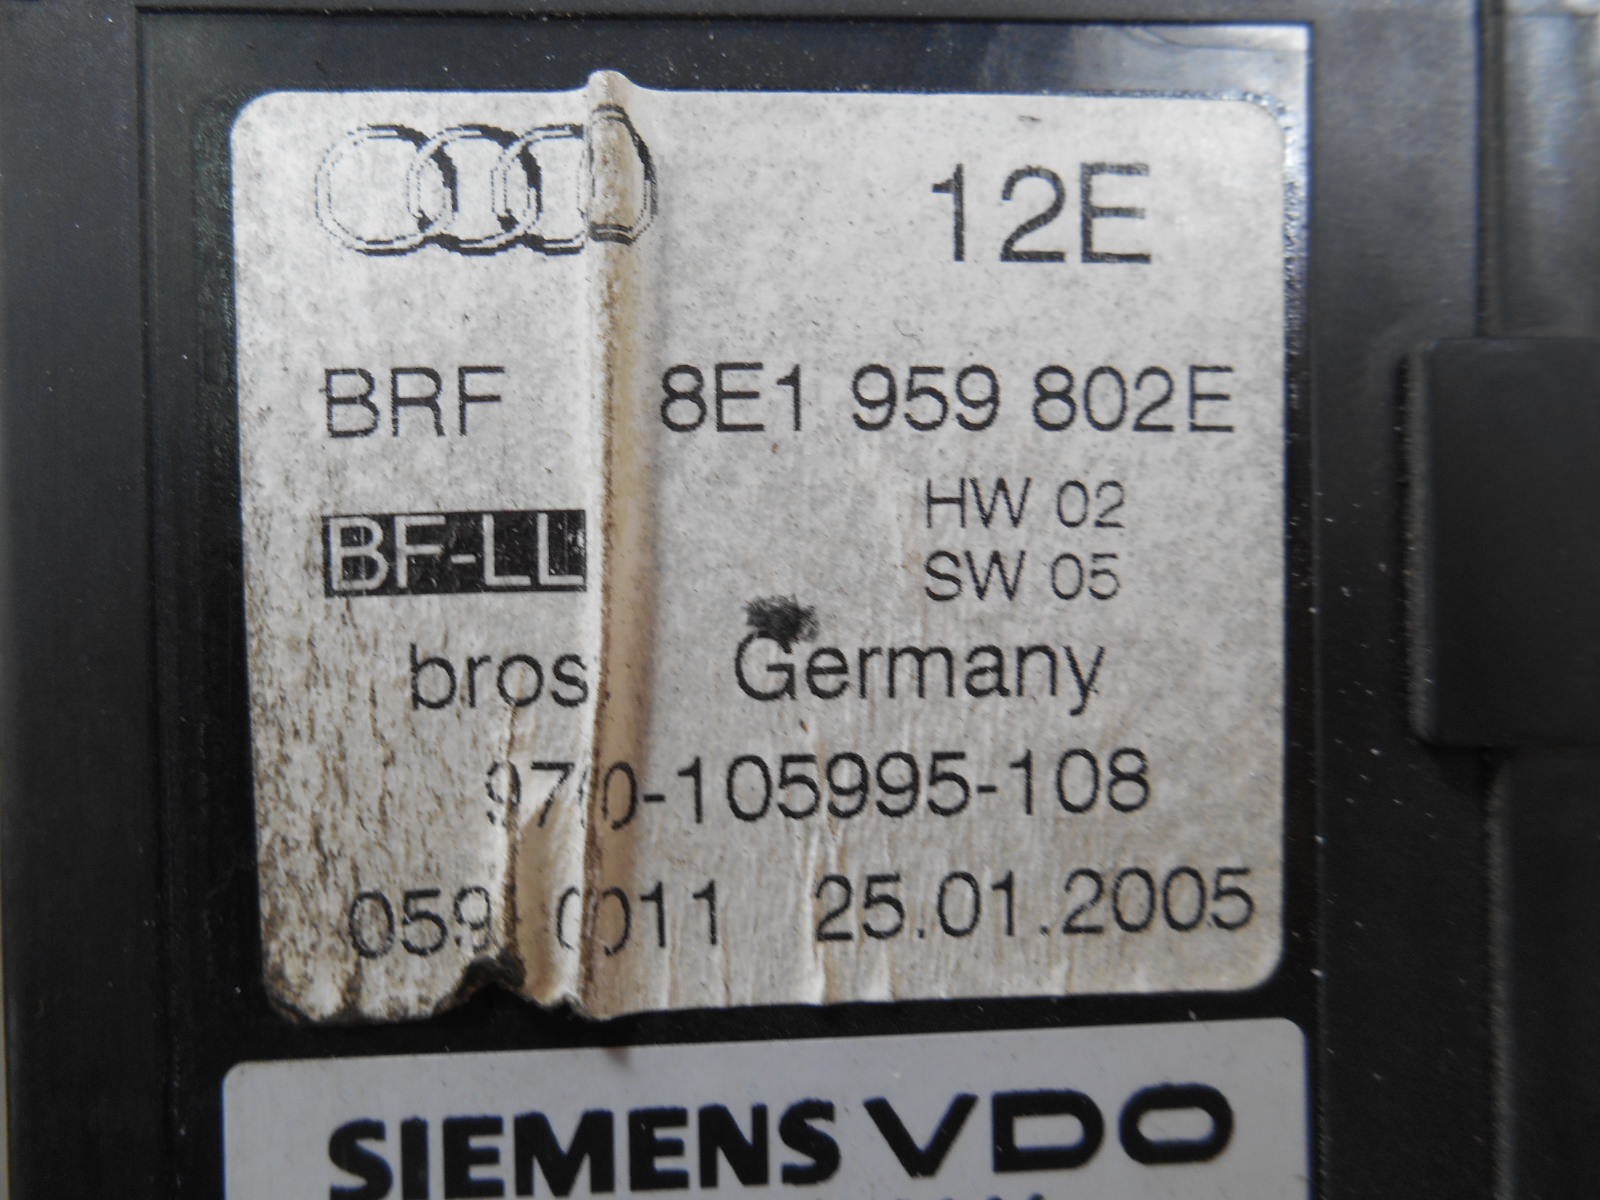 12E
BRF 8E1 959 802E
BF-LL
HW 02
SW 05
bros Germany
0-105995-108
25.01.2005
SIEMENS VDO